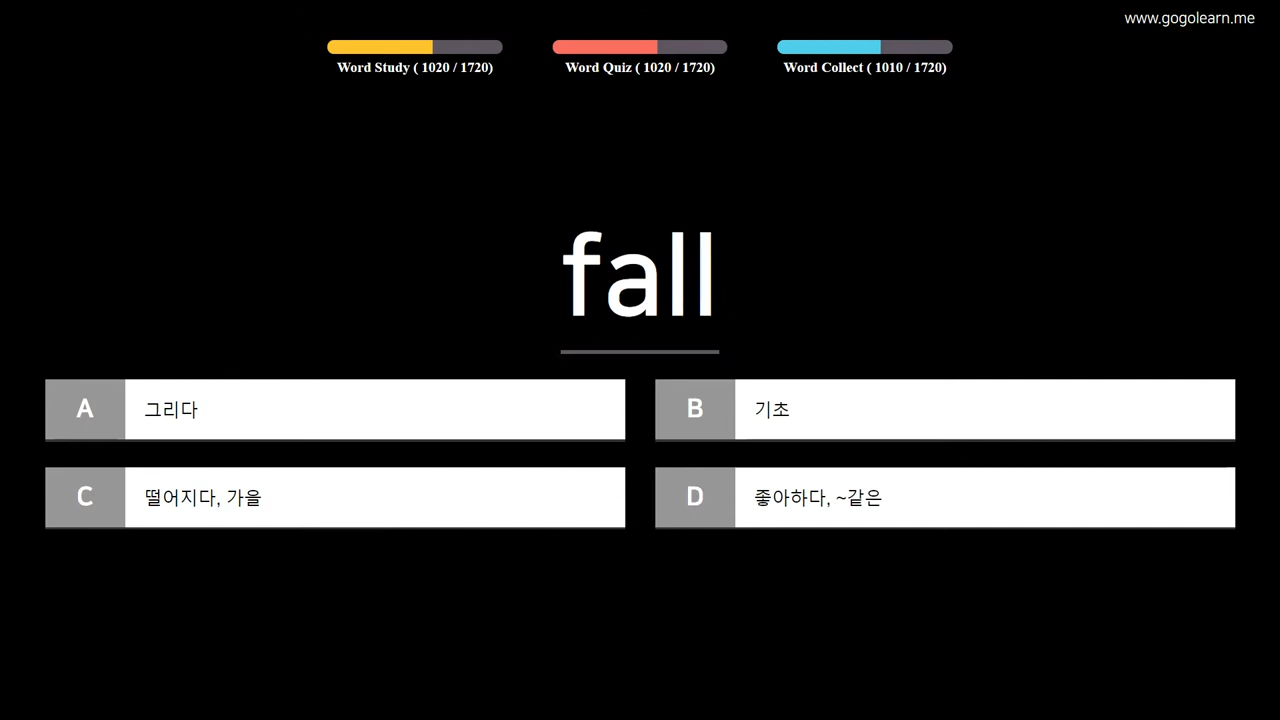 www.gogolearn.me
Word Study ( 1020 / 1720)
Word Quiz ( 1020 / 1720)
Word Collect ( 1010 / 1720)
fall
A 그리다
B 기초
C 떨어지다, 가을
D 좋아하다, ~같은